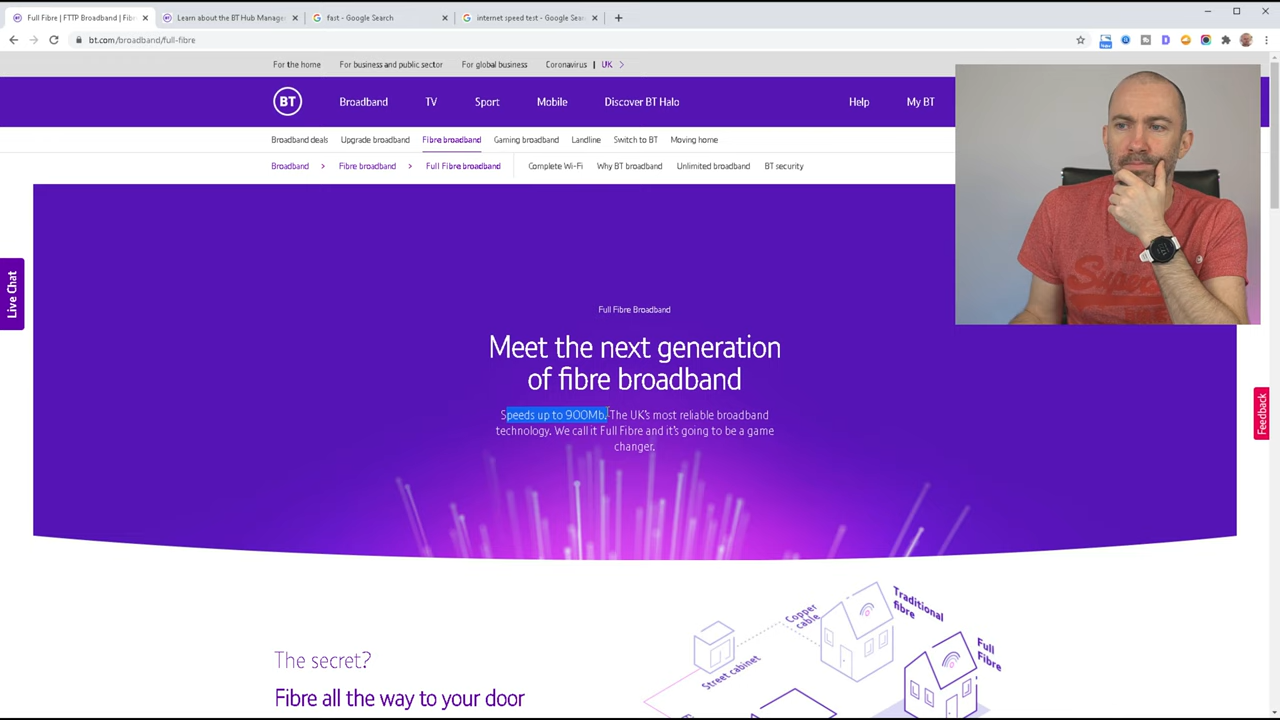 Full Fibre | FTTP Broadband | Fib
Learn about the BT Hub Manage
fast - Google Search
internet speed test - Google Sear
bt.com/broadband/full-fibre
For the home
For business and public sector
For global business
Coronavirus
UK
BT
Broadband
TV
Sport
Mobile
Discover BT Halo
Help
My BT
Broadband deals
Upgrade broadband
Fibre broadband
Gaming broadband
Landline
Switch to BT
Moving home
Broadband
Fibre broadband
Full Fibre broadband
Complete Wi-Fi
Why BT broadband
Unlimited broadband
BT security
Live Chat
Full Fibre Broadband
Meet the next generation
of fibre broadband
Speeds up to 900Mb. The UK's most reliable broadband
technology. We call it Full Fibre and it's going to be a game
changer.
Feedback
The secret?
Fibre all the way to your door
Copper
cable
Traditional
fibre
Street cabinet
Full
Fibre